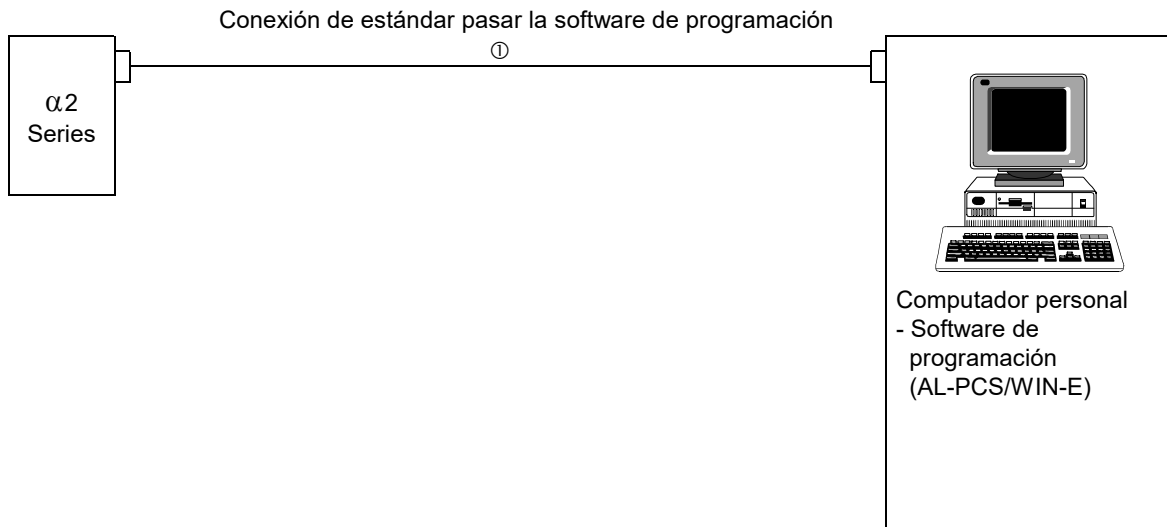 Conexión de estándar pasar la software de programación
①
α2
Series
Computador personal
- Software de
programación
(AL-PCS/WIN-E)